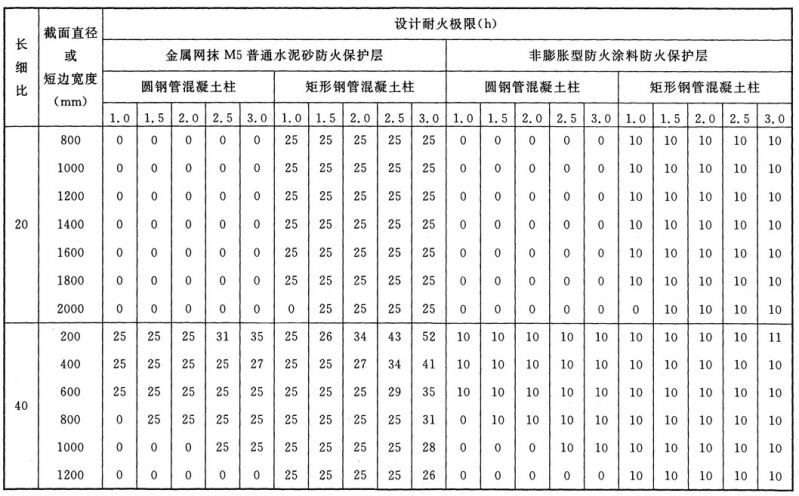 长细比 截面直径或短边宽度(mm) 设计耐火极限(h)
金属网抹 M5 普通水泥砂防火保护层 非膨胀型防火涂料防火保护层
圆钢管混凝土柱 矩形钢管混凝土柱 圆钢管混凝土柱 矩形钢管混凝土柱
1.0 1.5 2.0 2.5 3.0 1.0 1.5 2.0 2.5 3.0 1.0 1.5 2.0 2.5 3.0 1.0 1.5 2.0 2.5 3.0
20
800 0 0 0 0 0 25 25 25 25 25 0 0 0 0 0 10 10 10 10 10
1000 0 0 0 0 0 25 25 25 25 25 0 0 0 0 0 10 10 10 10 10
1200 0 0 0 0 0 25 25 25 25 25 0 0 0 0 0 10 10 10 10 10
1400 0 0 0 0 0 25 25 25 25 25 0 0 0 0 0 10 10 10 10 10
1600 0 0 0 0 0 25 25 25 25 25 0 0 0 0 0 10 10 10 10 10
1800 0 0 0 0 0 25 25 25 25 25 0 0 0 0 0 10 10 10 10 10
2000 0 0 0 0 0 0 25 25 25 25 0 0 0 0 0 0 10 10 10 10
40
200 25 25 25 31 35 25 26 34 43 52 10 10 10 10 10 10 10 10 10 11
400 25 25 25 25 27 25 25 27 34 41 10 10 10 10 10 10 10 10 10 10
600 25 25 25 25 25 25 25 25 29 35 10 10 10 10 10 10 10 10 10 10
800 0 25 25 25 25 25 25 25 25 31 0 10 10 10 10 10 10 10 10 10
1000 0 0 0 25 25 25 25 25 25 28 0 0 0 10 10 10 10 10 10 10
1200 0 0 0 0 0 25 25 25 25 26 0 0 0 0 0 10 10 10 10 10